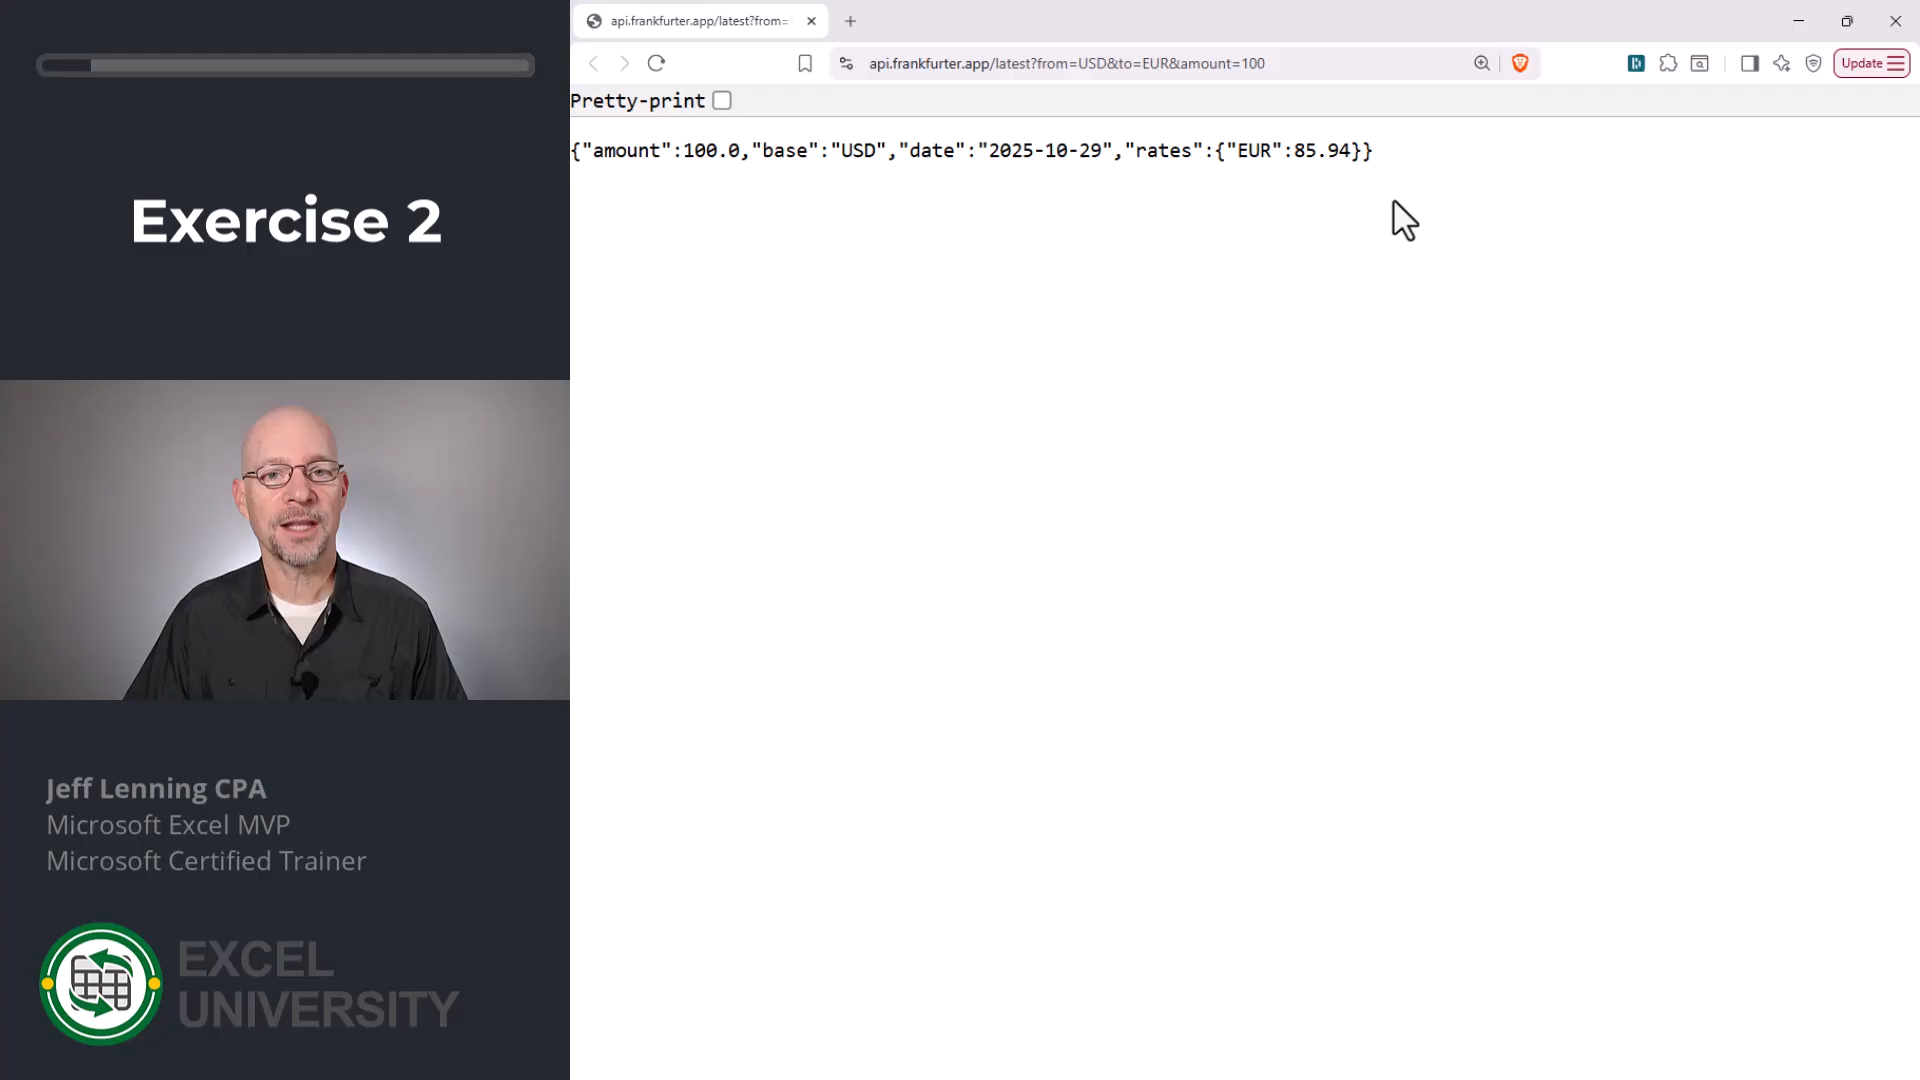 Exercise 2
Jeff Lenning CPA
Microsoft Excel MVP
Microsoft Certified Trainer
EXCEL
UNIVERSITY
api.frankfurter.app/latest?from=
api.frankfurter.app/latest?from=USD&to=EUR&amount=100
Update
Pretty-print
{"amount":100.0,"base":"USD","date":"2025-10-29","rates":{"EUR":85.94}}